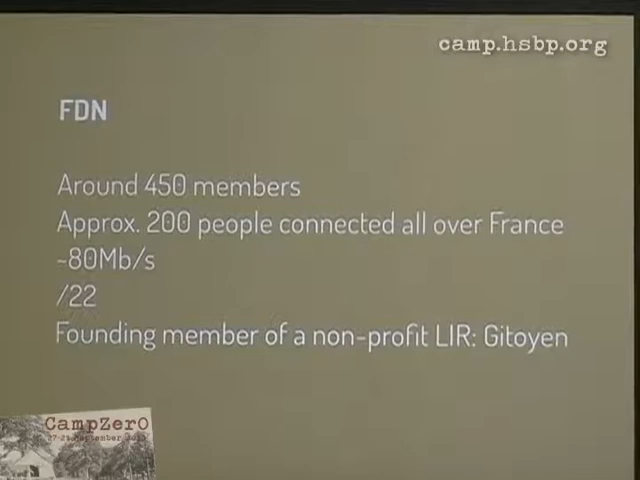 camp.hsbp.org
FDN
Around 450 members
Approx. 200 people connected all over France
~80Mb/s
/22
Founding member of a non-profit LIR: Gitoyen
CampZer0
September